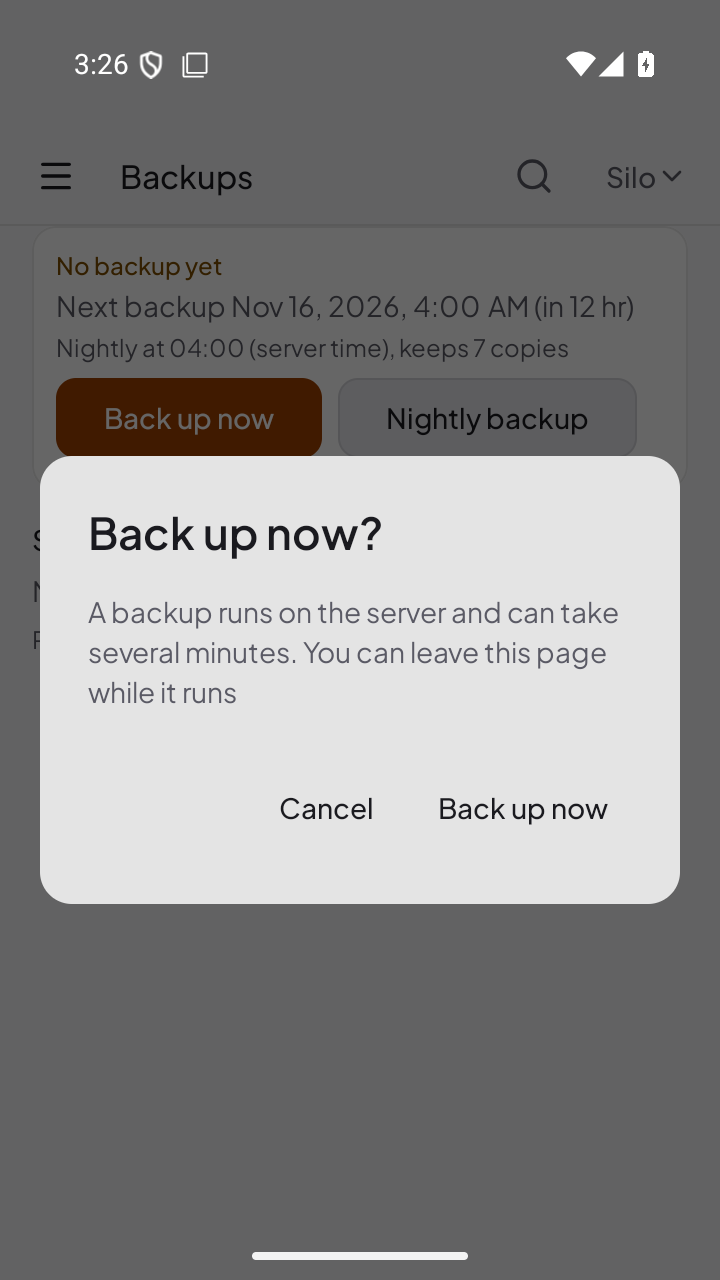 3:26
Backups
Silo
No backup yet
Next backup Nov 16, 2026, 4:00 AM (in 12 hr)
Nightly at 04:00 (server time), keeps 7 copies
Back up now
Nightly backup
Back up now?
A backup runs on the server and can take
several minutes. You can leave this page
while it runs
Cancel
Back up now